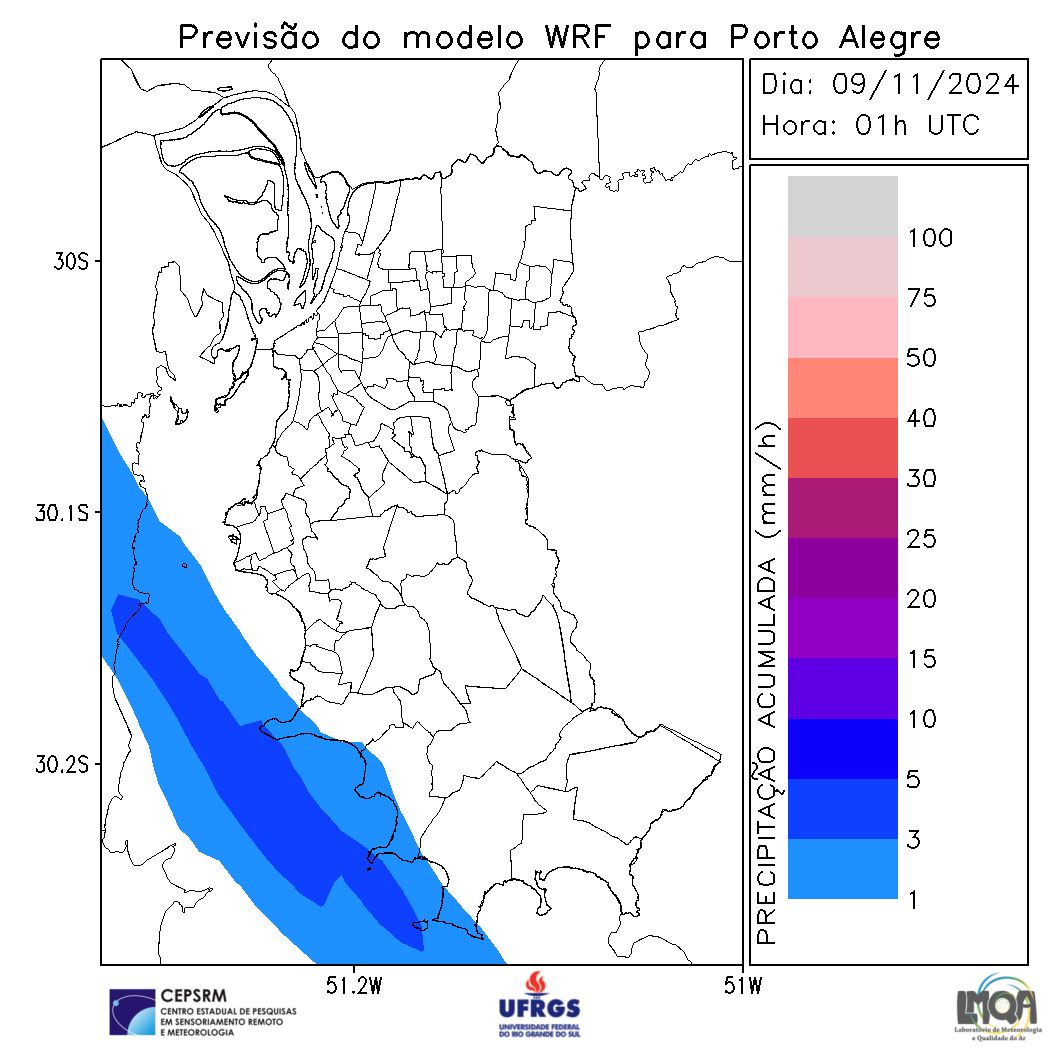 Previsão do modelo WRF para Porto Alegre
Dia: 09/11/2024
Hora: 01h UTC
30S
30.1S
30.2S
51.2W
51W
PRECIPITAÇÃO ACUMULADA (mm/h)
100
75
50
40
30
25
20
15
10
5
3
1
CEPSRM
CENTRO ESTADUAL DE PESQUISAS
EM SENSORIAMENTO REMOTO
E METEOROLOGIA
UFRGS
UNIVERSIDADE FEDERAL
DO RIO GRANDE DO SUL
LMQA
Laboratório de Meteorologia
e Qualidade do Ar